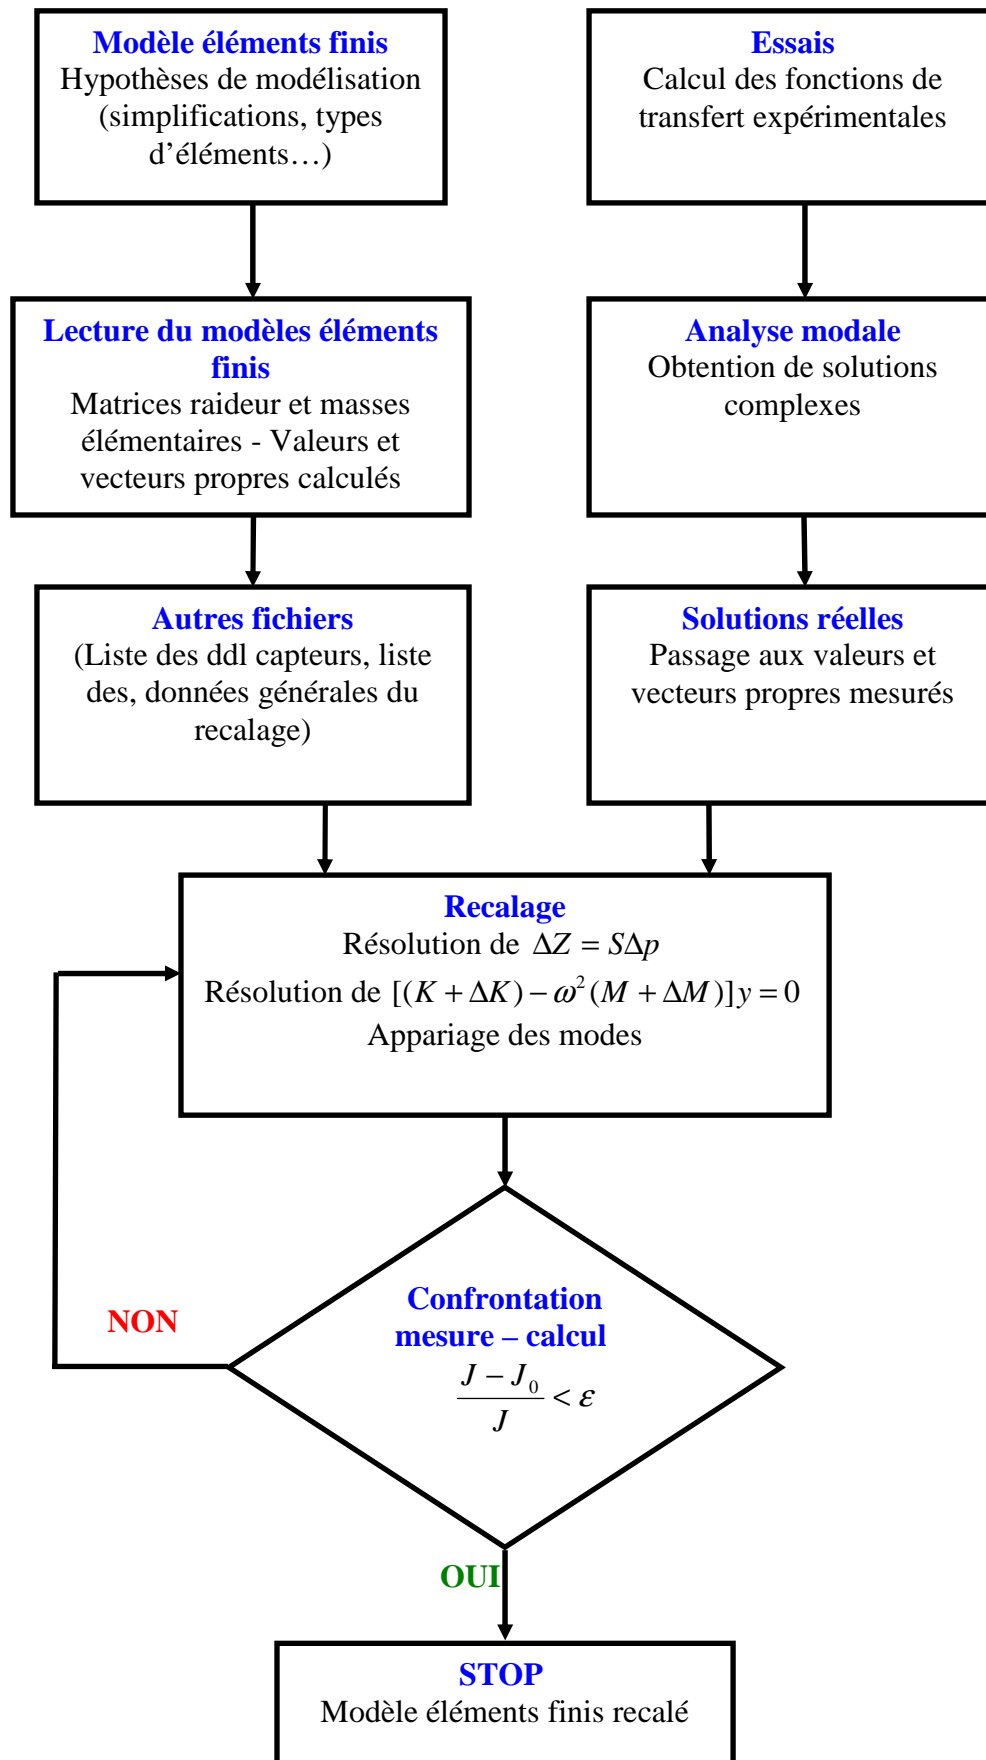 Modèle éléments finis
Hypothèses de modélisation
(simplifications, types
d’éléments…)
Essais
Calcul des fonctions de
transfert expérimentales
Lecture du modèles éléments
finis
Matrices raideur et masses
élémentaires - Valeurs et
vecteurs propres calculés
Analyse modale
Obtention de solutions
complexes
Autres fichiers
(Liste des ddl capteurs, liste
des, données générales du
recalage)
Solutions réelles
Passage aux valeurs et
vecteurs propres mesurés
Recalage
Résolution de ΔZ = SΔp
Résolution de [(K + ΔK) − ω²(M + ΔM)] y = 0
Appariage des modes
Confrontation
mesure – calcul
(J − J₀) / J < ε
NON
OUI
STOP
Modèle éléments finis recalé